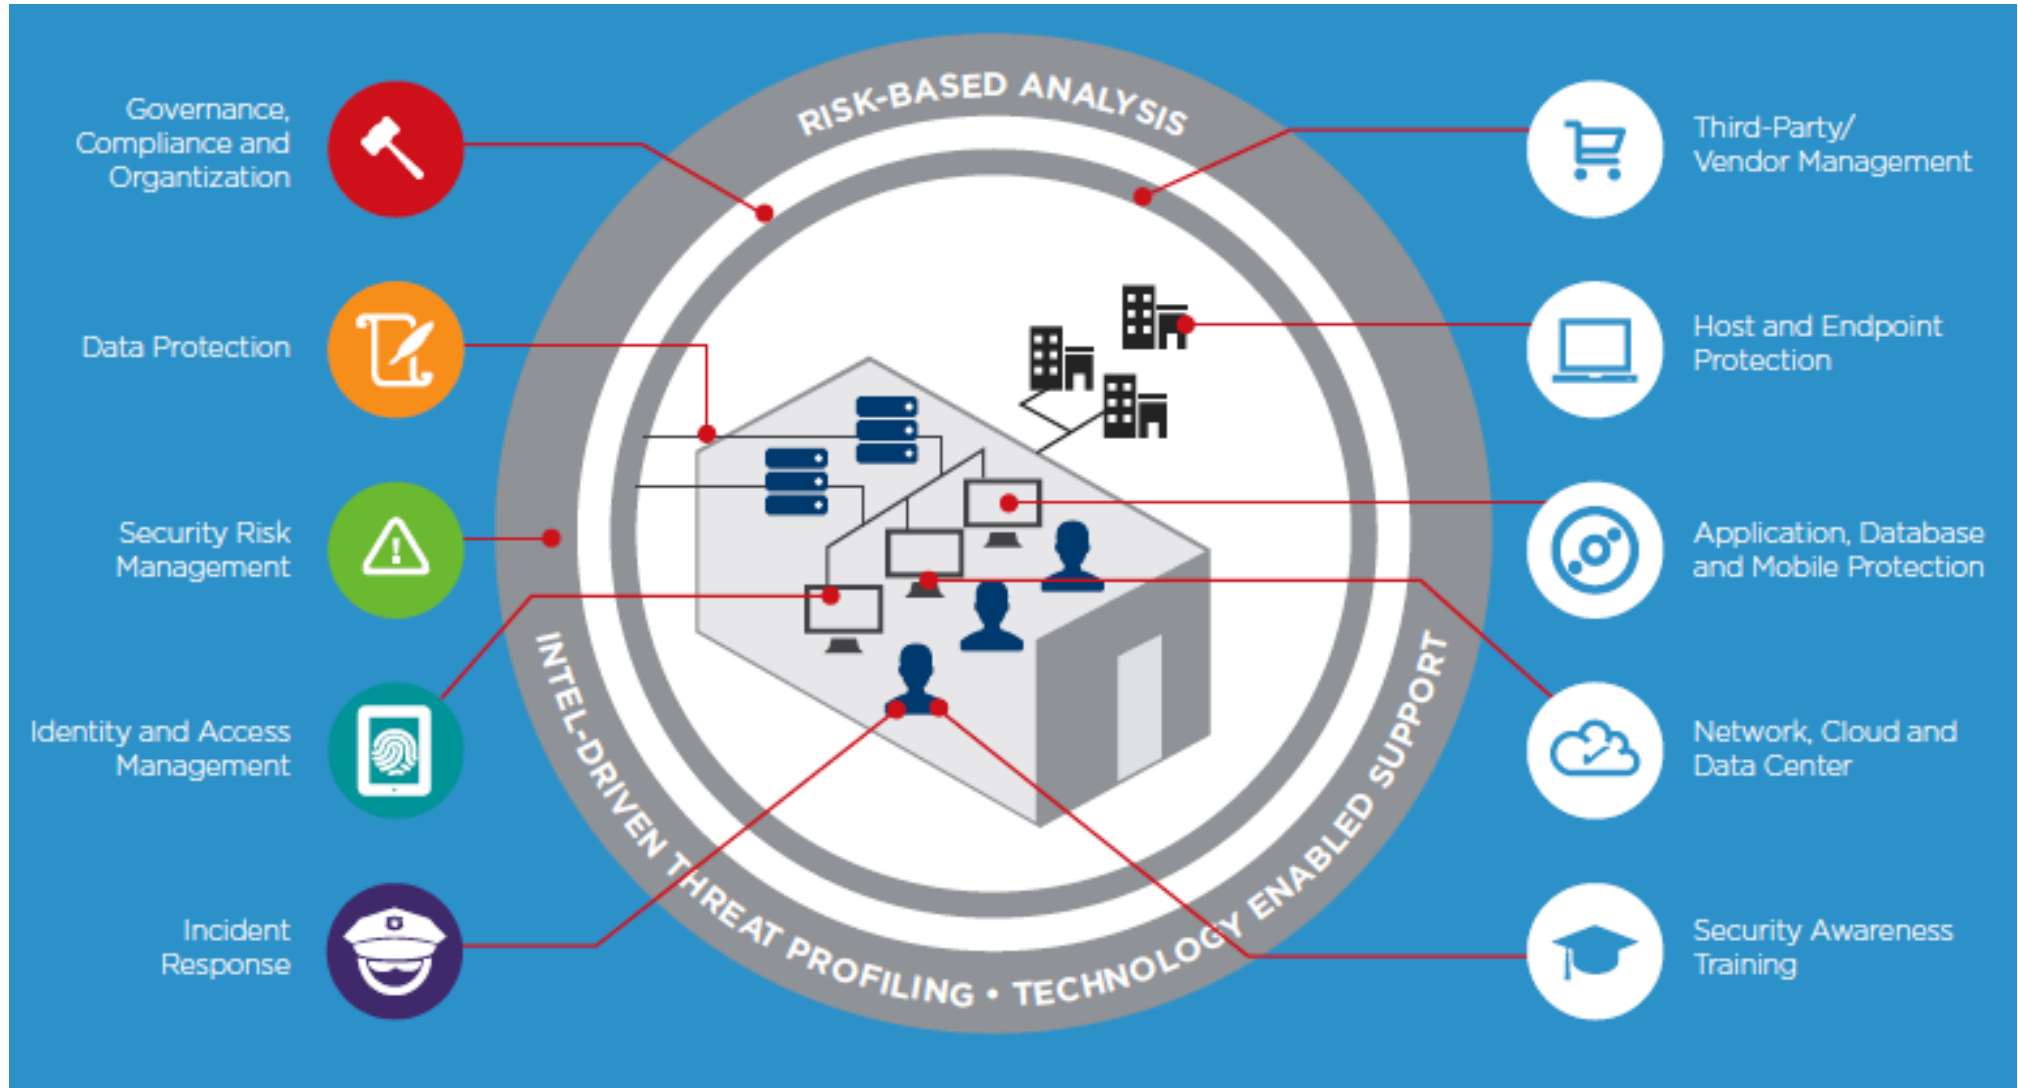 RISK-BASED ANALYSIS
Governance,
Compliance and
Organtization
Data Protection
Security Risk
Management
Identity and Access
Management
Incident
Response
Third-Party/
Vendor Management
Host and Endpoint
Protection
Application, Database
and Mobile Protection
Network, Cloud and
Data Center
Security Awareness
Training
INTEL-DRIVEN THREAT PROFILING • TECHNOLOGY ENABLED SUPPORT